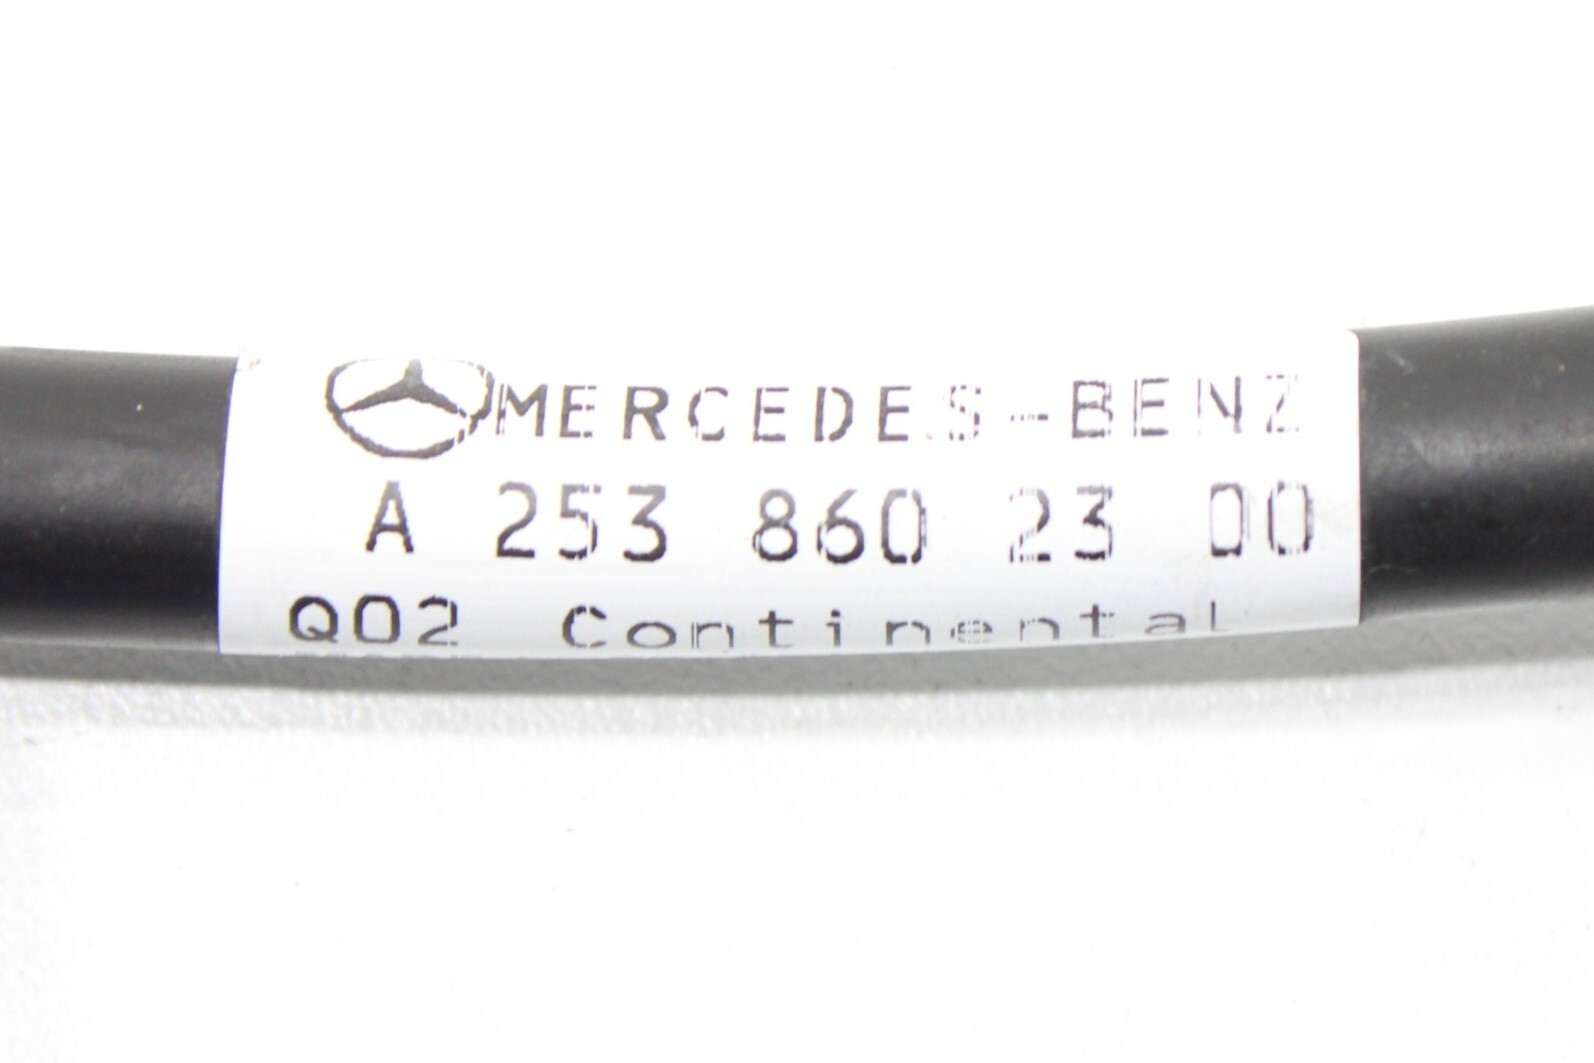 MERCEDES-BENZ
A 253 860 23 00
Q02 Continental